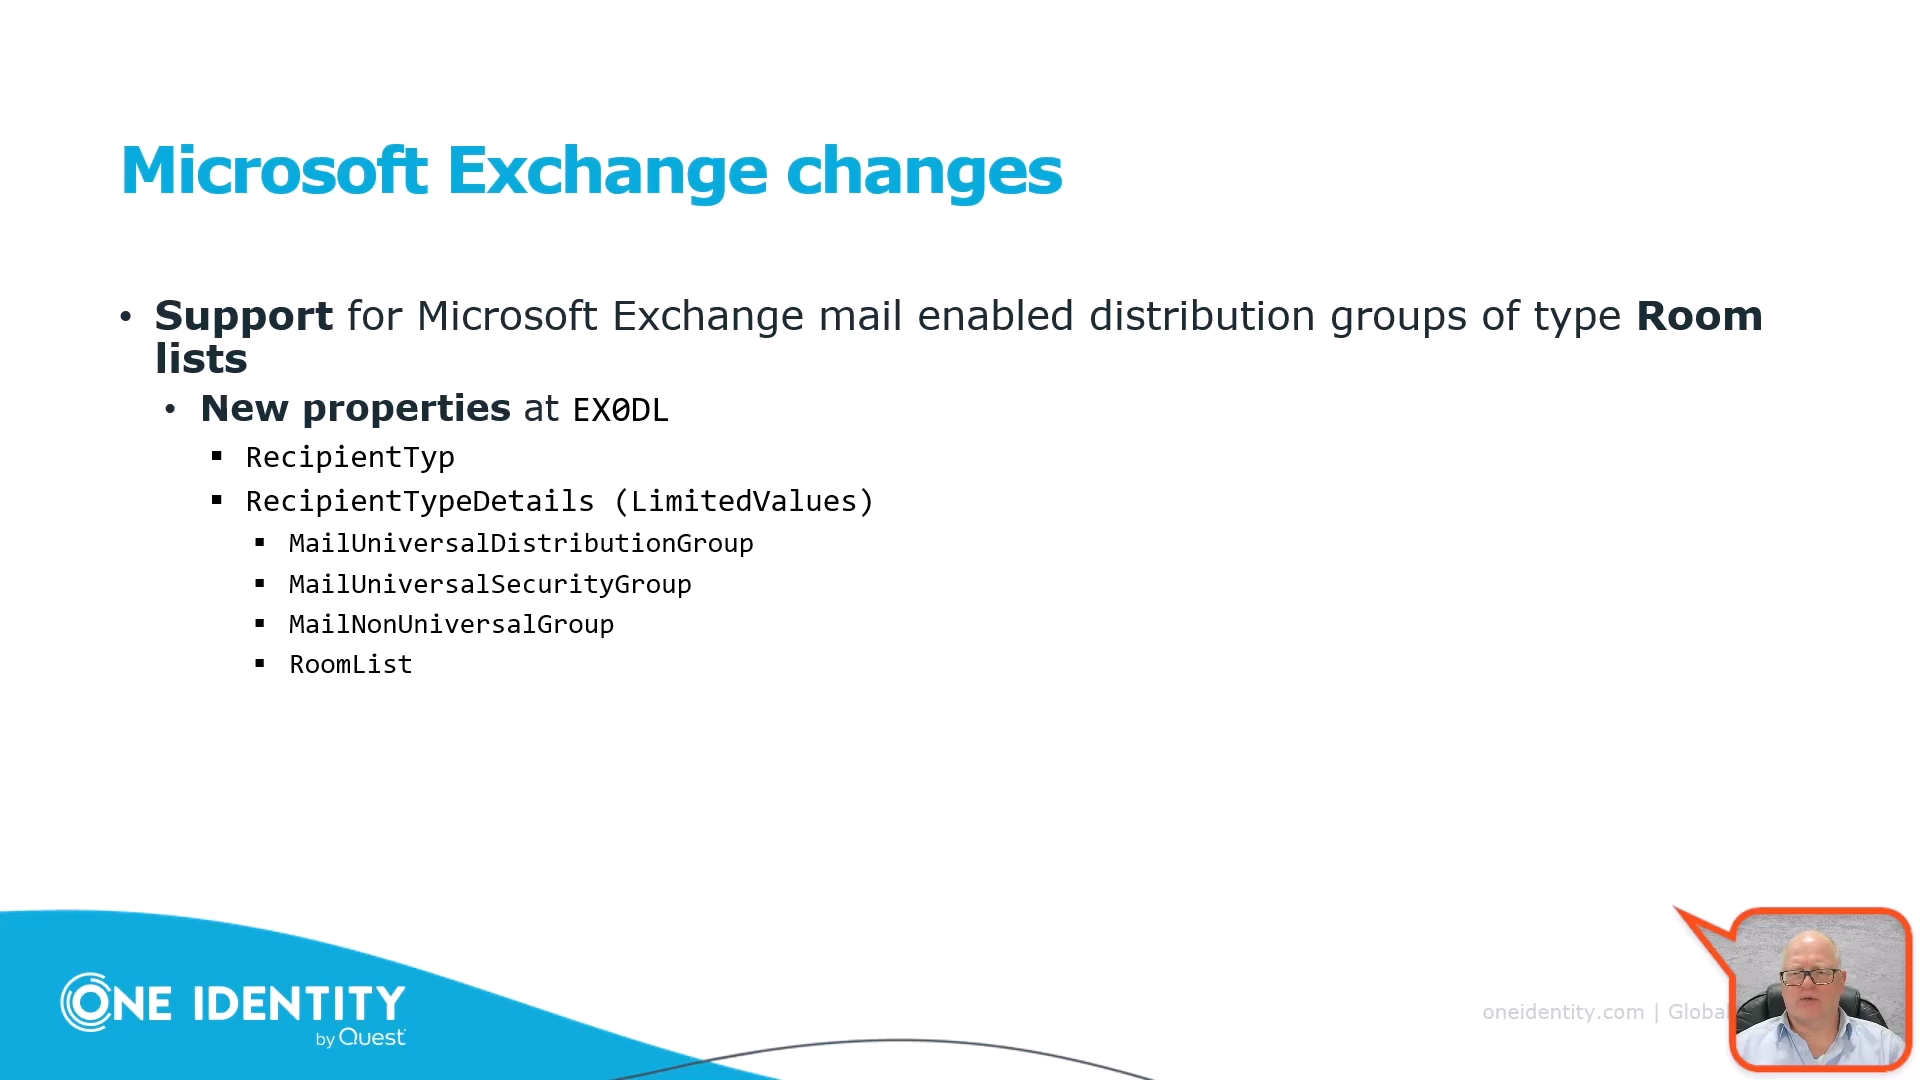 Microsoft Exchange changes
• Support for Microsoft Exchange mail enabled distribution groups of type Room
lists
• New properties at EX0DL
▪ RecipientTyp
▪ RecipientTypeDetails (LimitedValues)
▪ MailUniversalDistributionGroup
▪ MailUniversalSecurityGroup
▪ MailNonUniversalGroup
▪ RoomList
ONE IDENTITY
by Quest
oneidentity.com | Global